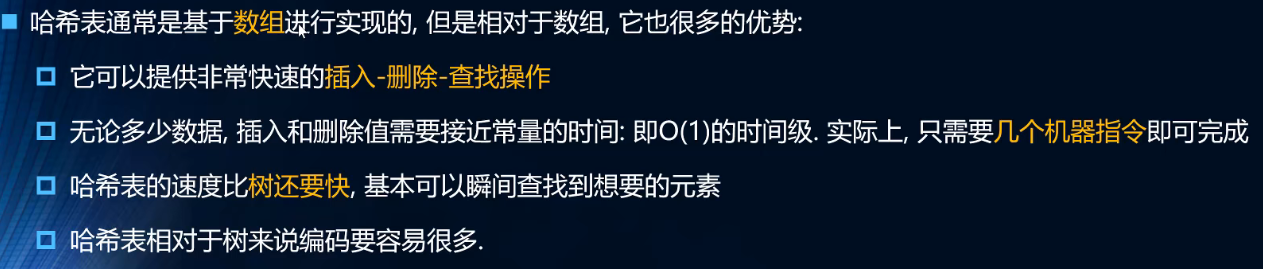 哈希表通常是基于数组进行实现的, 但是相对于数组, 它也很多的优势:
它可以提供非常快速的插入-删除-查找操作
无论多少数据, 插入和删除值需要接近常量的时间: 即O(1)的时间级. 实际上, 只需要几个机器指令即可完成
哈希表的速度比树还要快, 基本可以瞬间查找到想要的元素
哈希表相对于树来说编码要容易很多.